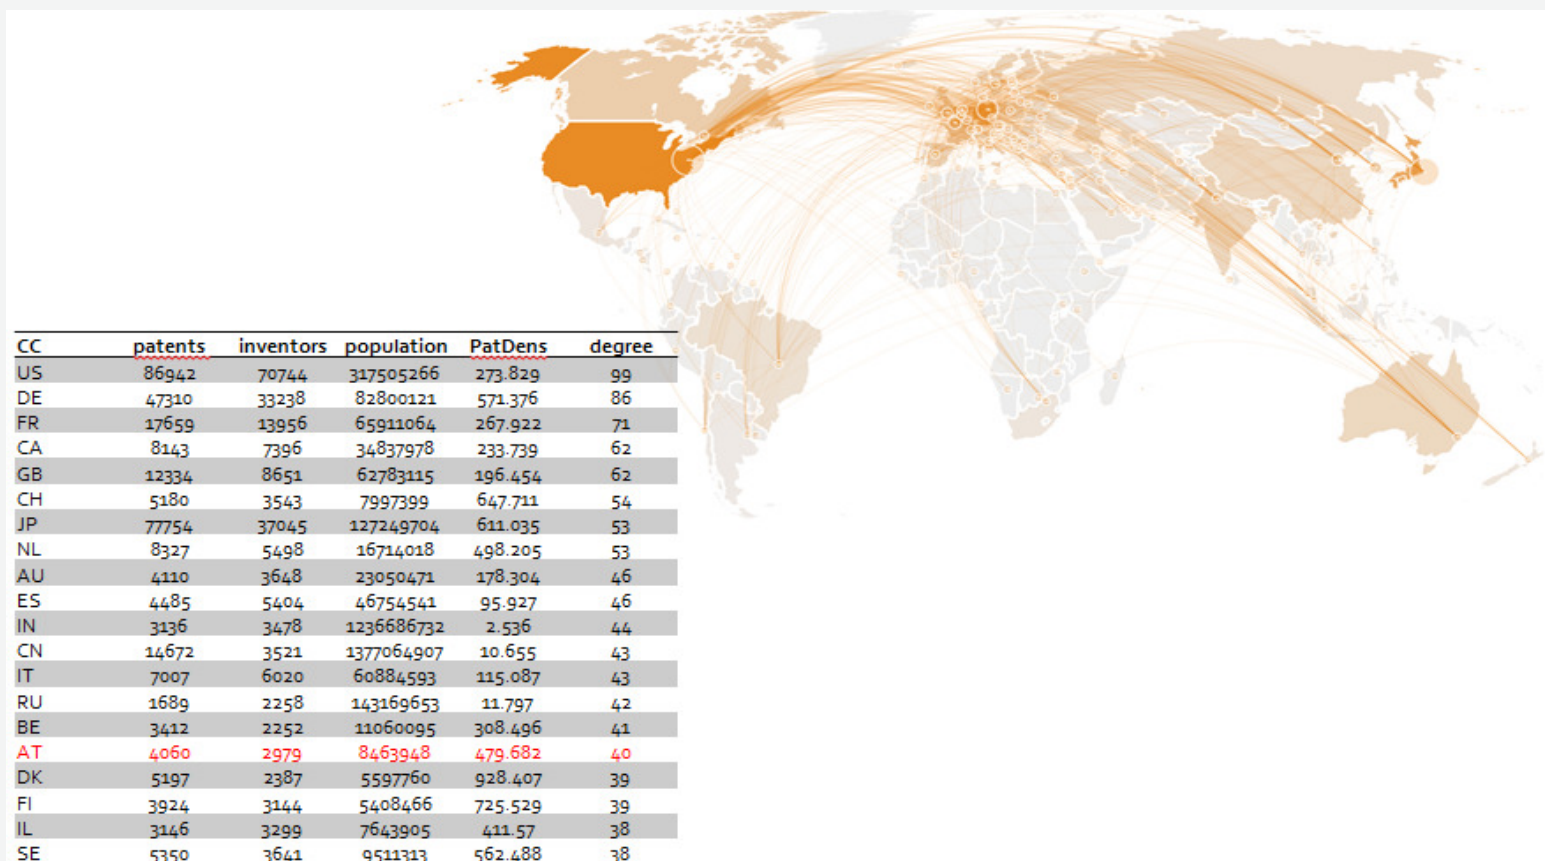 CC patents inventors population PatDens degree
US 86942 70744 317505266 273.829 99
DE 47310 33238 82800121 571.376 86
FR 17659 13956 65911064 267.922 71
CA 8143 7396 34837978 233.739 62
GB 12334 8651 62783115 196.454 62
CH 5180 3543 7997399 647.711 54
JP 77754 37045 127249704 611.035 53
NL 8327 5498 16714018 498.205 53
AU 4110 3648 23050471 178.304 46
ES 4485 5404 46754541 95.927 46
IN 3136 3478 1236686732 2.536 44
CN 14672 3521 1377064907 10.655 43
IT 7007 6020 60884593 115.087 43
RU 1689 2258 143169653 11.797 42
BE 3412 2252 11060095 308.496 41
AT 4060 2979 8463948 479.682 40
DK 5197 2387 5597760 928.407 39
FI 3924 3144 5408466 725.529 39
IL 3146 3299 7643905 411.57 38
SE 5350 3641 9511313 562.488 38